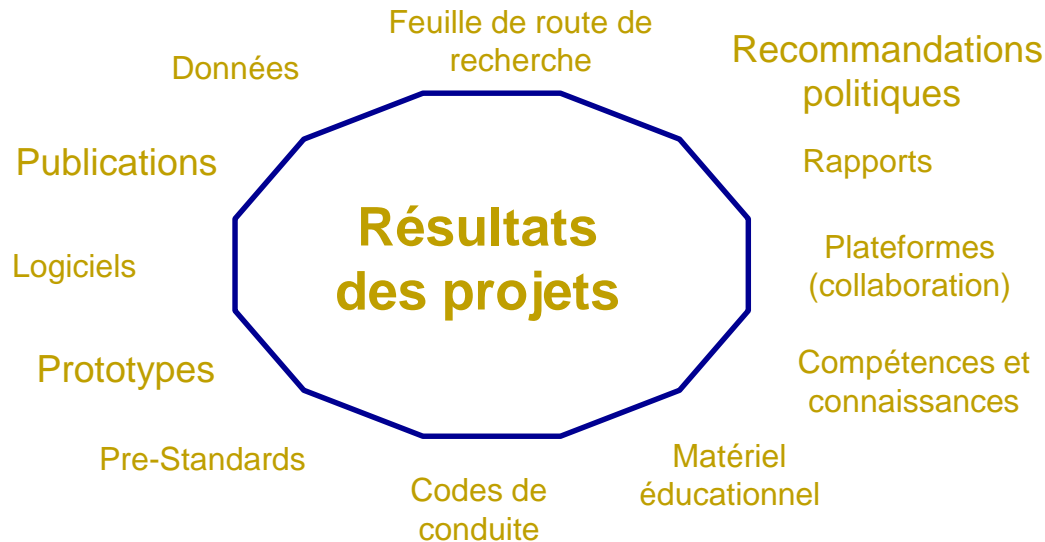 Feuille de route de
recherche
Recommandations
politiques
Données
Publications
Rapports
Résultats
des projets
Logiciels
Plateformes
(collaboration)
Prototypes
Compétences et
connaissances
Pre-Standards
Matériel
éducationnel
Codes de
conduite